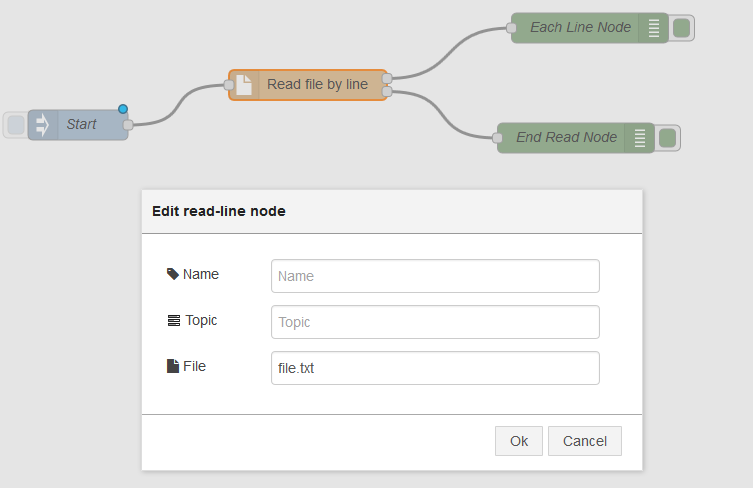 Each Line Node
Read file by line
Start
End Read Node
Edit read-line node
Name
Name
Topic
Topic
File
file.txt
Ok
Cancel